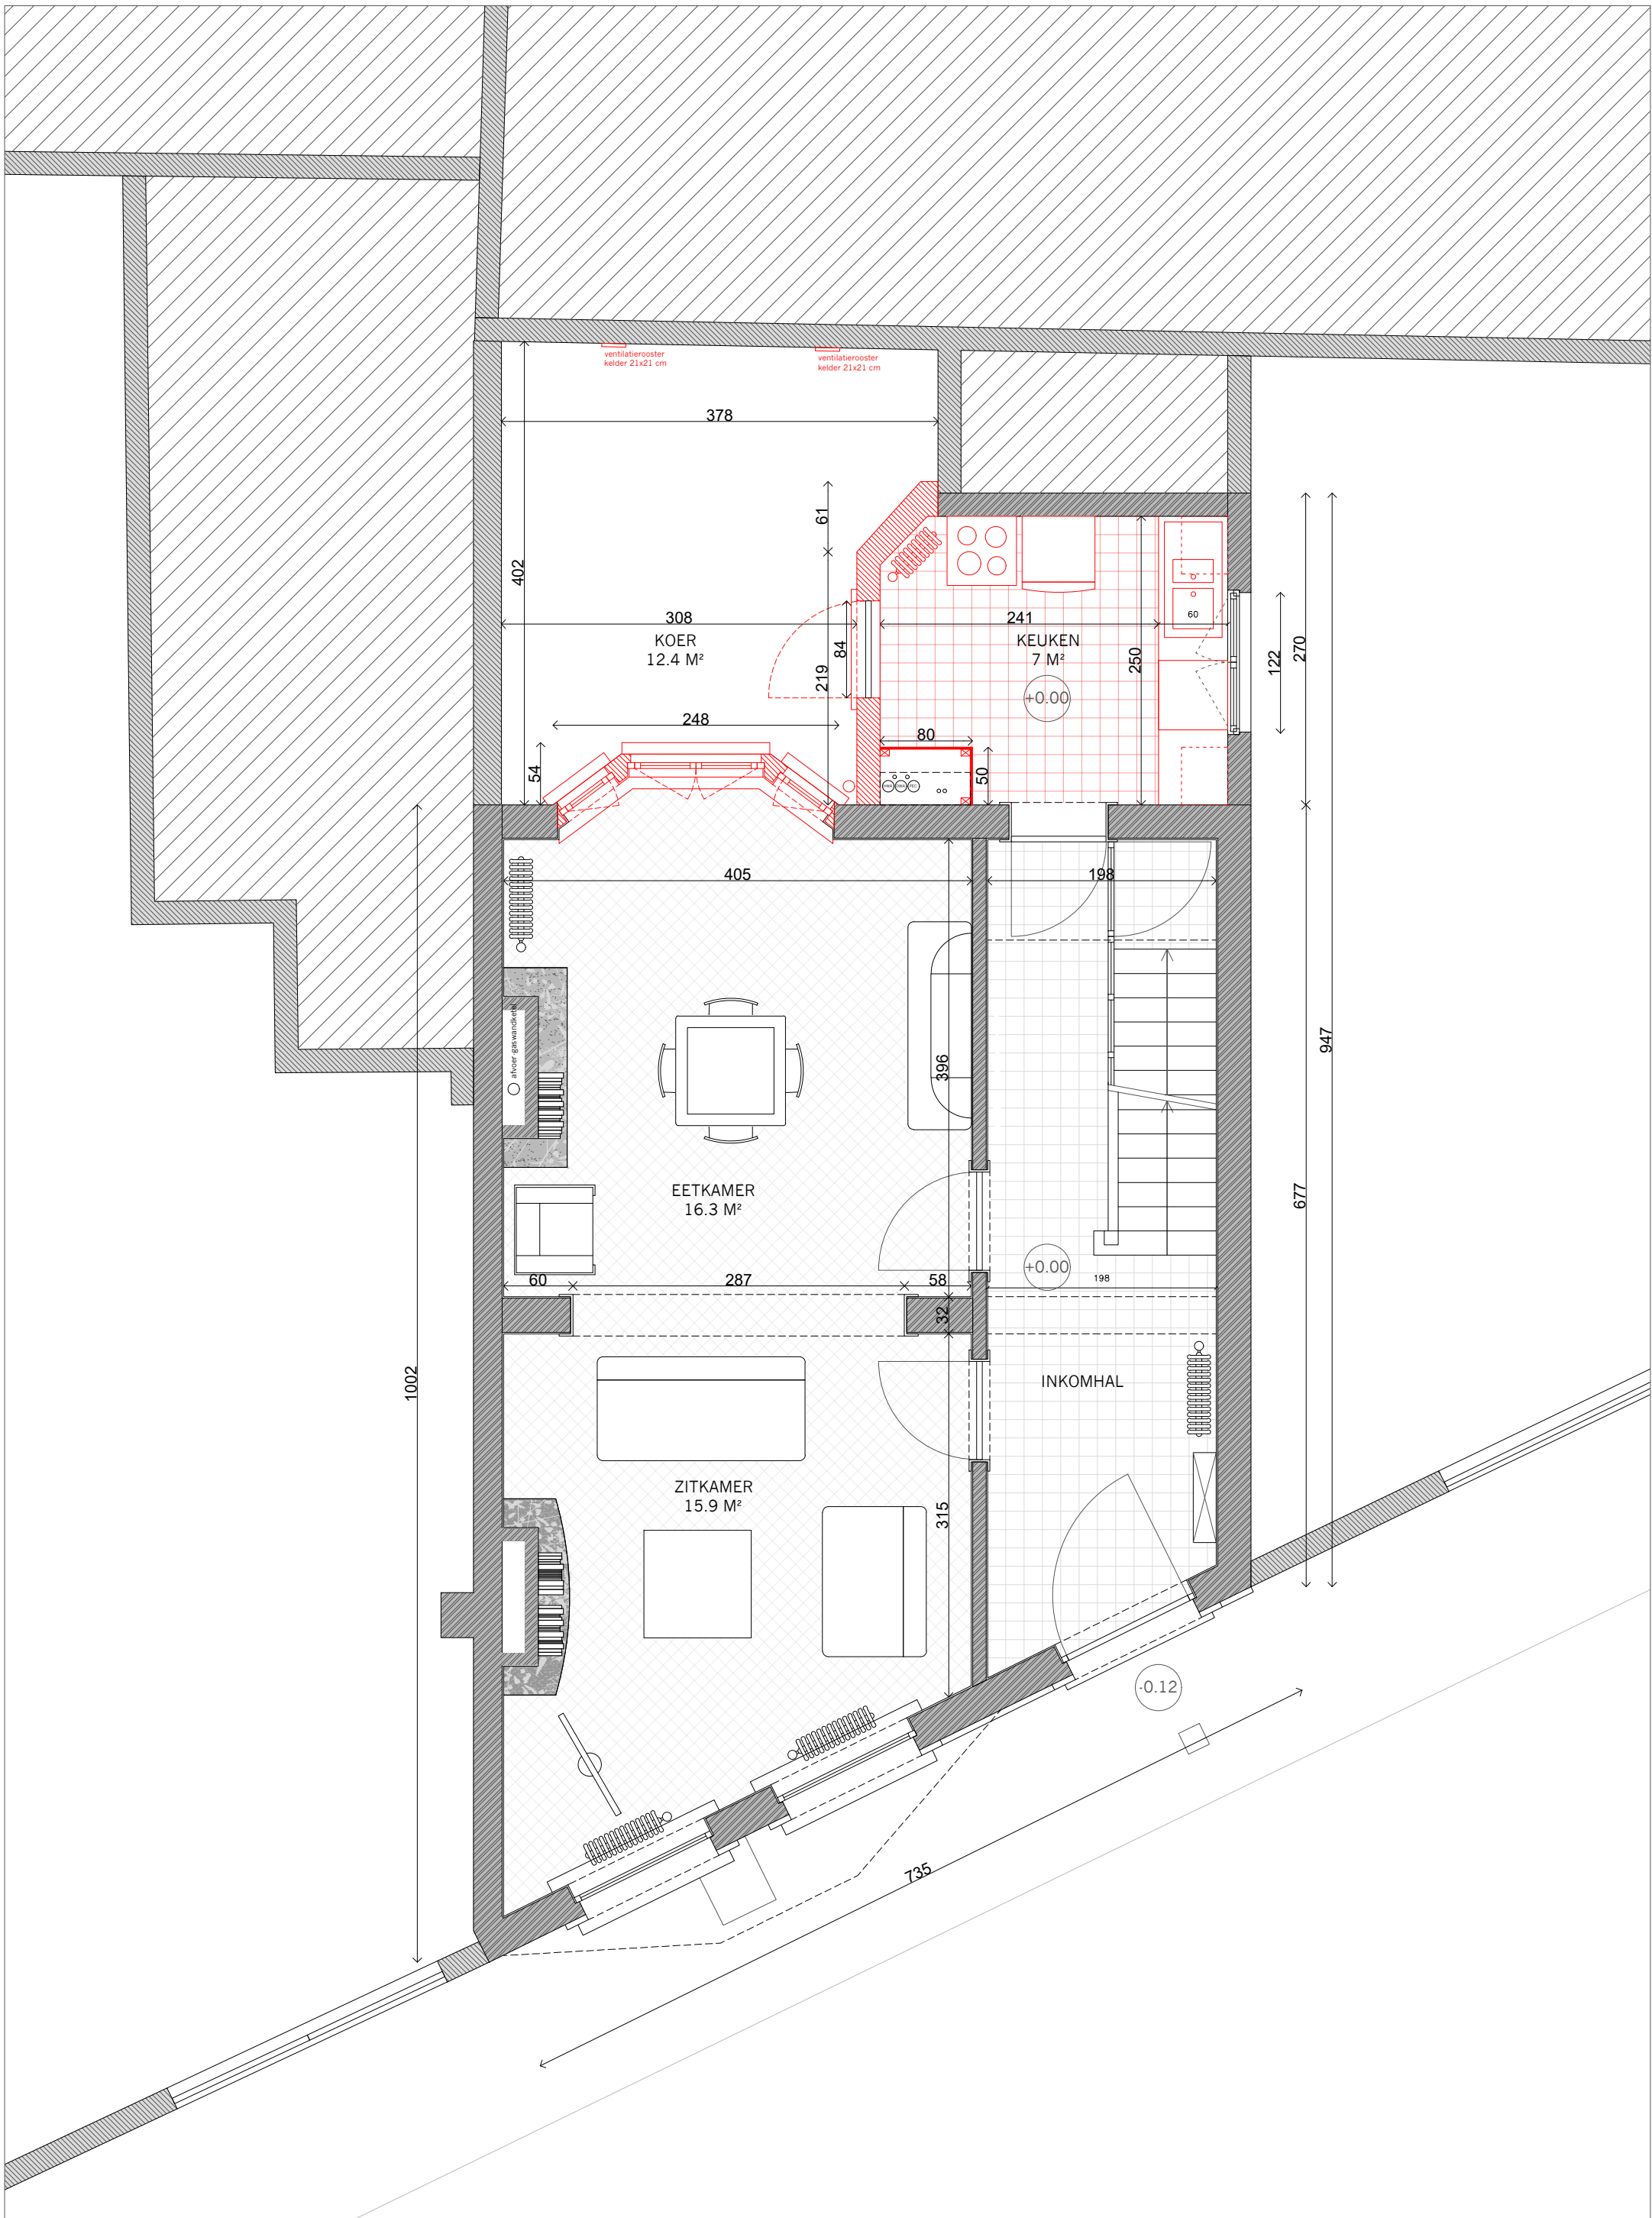 ventilatierooster
kelder 21x21 cm
ventilatierooster
kelder 21x21 cm
378
61
402
308
KOER
12.4 M²
84
219
241
60
KEUKEN
7 M²
250
+0.00
122
270
248
54
80
50
405
198
afvoer gaswandketel
396
947
EETKAMER
16.3 M²
677
+0.00
60
287
58
198
32
1002
INKOMHAL
ZITKAMER
15.9 M²
315
-0.12
735